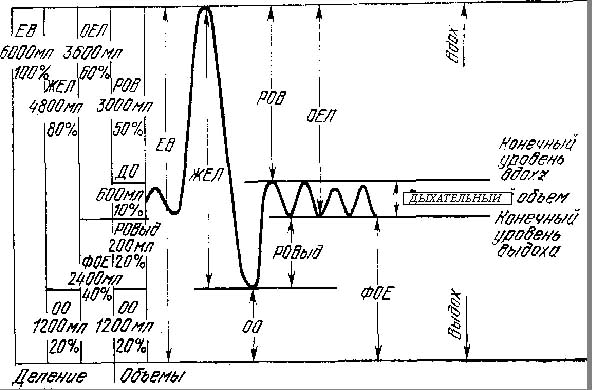 ЕВ
6000мл
100%
ОЕЛ
3600мл
60%
ЖЕЛ
4800мл
80%
РОВ
3000мл
50%
ДО
600мл
10%
РОВыд
200мл
20%
ФОЕ
2400мл
40%
ОО
1200мл
20%
ОО
1200мл
20%
Деление
Объемы
ЕВ
ЖЕЛ
РОВ
ОЕЛ
РОВыд
ОО
ФОЕ
вдох
Конечный
уровень
вдоха
ДЫХАТЕЛЬНЫЙ объем
Конечный
уровень
выдоха
Выдох